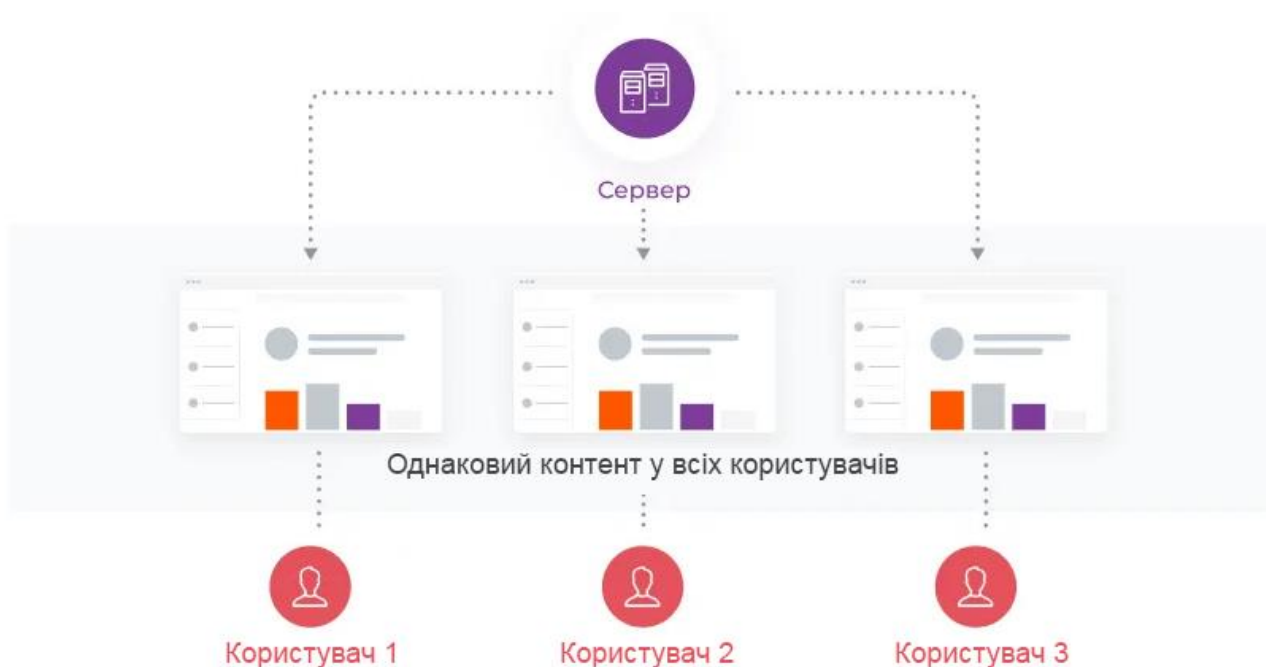 Сервер
Однаковий контент у всіх користувачів
Користувач 1
Користувач 2
Користувач 3